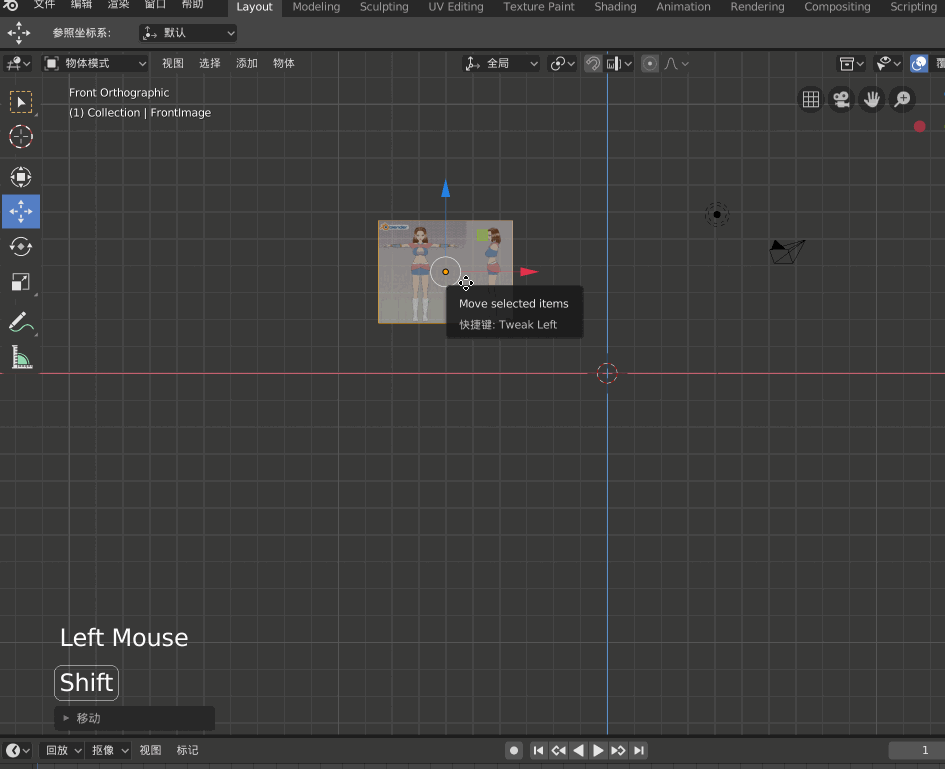 文件 编辑 渲染 窗口 帮助 Layout Modeling Sculpting UV Editing Texture Paint Shading Animation Rendering Compositing Scripting
参照坐标系: 默认
物体模式 视图 选择 添加 物体 全局
Front Orthographic
(1) Collection | FrontImage
blender
Move selected items
快捷键: Tweak Left
Left Mouse
Shift
移动
回放 抠像 视图 标记 1